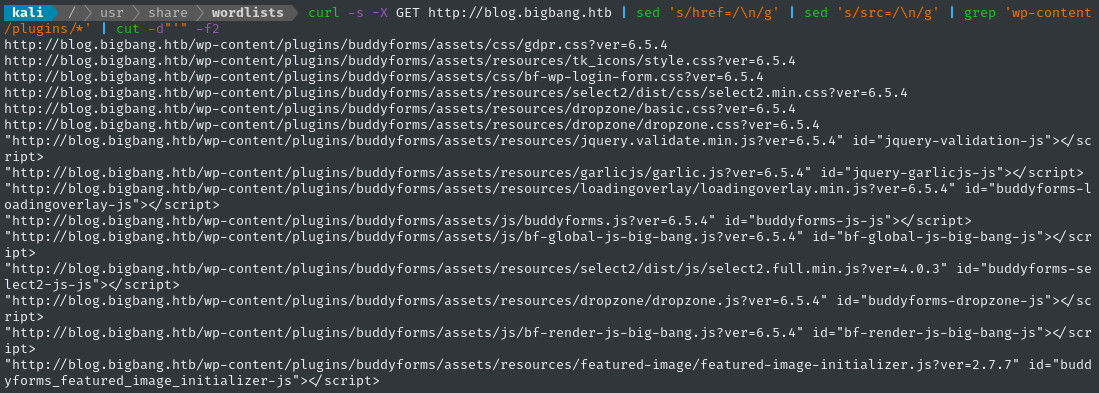 kali / usr share wordlists curl -s -X GET http://blog.bigbang.htb | sed 's/href=/\n/g' | sed 's/src=/\n/g' | grep 'wp-content
/plugins/*' | cut -d"'" -f2
http://blog.bigbang.htb/wp-content/plugins/buddyforms/assets/css/gdpr.css?ver=6.5.4
http://blog.bigbang.htb/wp-content/plugins/buddyforms/assets/resources/tk_icons/style.css?ver=6.5.4
http://blog.bigbang.htb/wp-content/plugins/buddyforms/assets/css/bf-wp-login-form.css?ver=6.5.4
http://blog.bigbang.htb/wp-content/plugins/buddyforms/assets/resources/select2/dist/css/select2.min.css?ver=6.5.4
http://blog.bigbang.htb/wp-content/plugins/buddyforms/assets/resources/dropzone/basic.css?ver=6.5.4
http://blog.bigbang.htb/wp-content/plugins/buddyforms/assets/resources/dropzone/dropzone.css?ver=6.5.4
"http://blog.bigbang.htb/wp-content/plugins/buddyforms/assets/resources/jquery.validate.min.js?ver=6.5.4" id="jquery-validation-js"></sc
ript>
"http://blog.bigbang.htb/wp-content/plugins/buddyforms/assets/resources/garlicjs/garlic.js?ver=6.5.4" id="jquery-garlicjs-js"></script>
"http://blog.bigbang.htb/wp-content/plugins/buddyforms/assets/resources/loadingoverlay/loadingoverlay.min.js?ver=6.5.4" id="buddyforms-l
oadingoverlay-js"></script>
"http://blog.bigbang.htb/wp-content/plugins/buddyforms/assets/js/buddyforms.js?ver=6.5.4" id="buddyforms-js-js"></script>
"http://blog.bigbang.htb/wp-content/plugins/buddyforms/assets/js/bf-global-js-big-bang.js?ver=6.5.4" id="bf-global-js-big-bang-js"></scr
ipt>
"http://blog.bigbang.htb/wp-content/plugins/buddyforms/assets/resources/select2/dist/js/select2.full.min.js?ver=4.0.3" id="buddyforms-se
lect2-js-js"></script>
"http://blog.bigbang.htb/wp-content/plugins/buddyforms/assets/resources/dropzone/dropzone.js?ver=6.5.4" id="buddyforms-dropzone-js"></sc
ript>
"http://blog.bigbang.htb/wp-content/plugins/buddyforms/assets/js/bf-render-js-big-bang.js?ver=6.5.4" id="bf-render-js-big-bang-js"></scr
ipt>
"http://blog.bigbang.htb/wp-content/plugins/buddyforms/assets/resources/featured-image/featured-image-initializer.js?ver=2.7.7" id="budd
yforms_featured_image_initializer-js"></script>